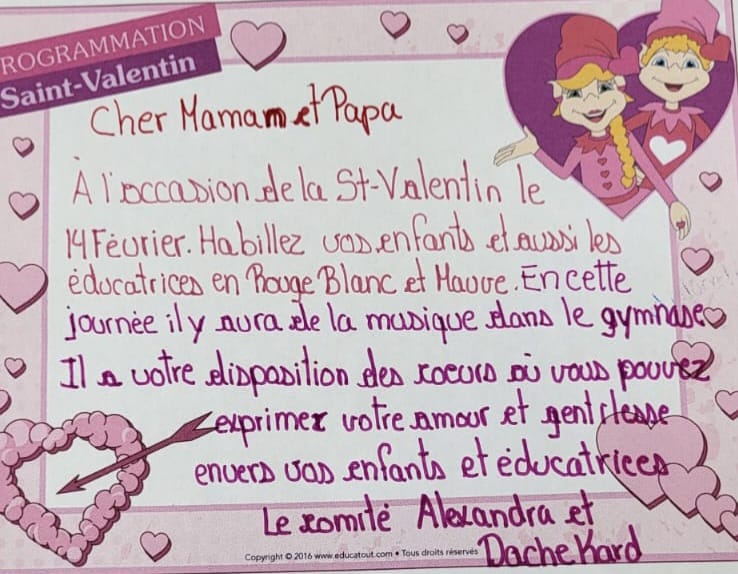 ROGRAMMATION
Saint-Valentin
Cher Mamam et Papa
À l'occasion de la St-Valentin le
14 Février. Habillez vos enfants et aussi les
éducatrices en Rouge Blanc et Mauve. En cette
journée il y aura de la musique dans le gymnase
Il a votre disposition des coeurs où vous pouvez
exprimer votre amour et gentilesse
envers vos enfants et éducatrices
Le comité Alexandra et
Dache Kard
Copyright © 2016 www.educatout.com • Tous droits réservés